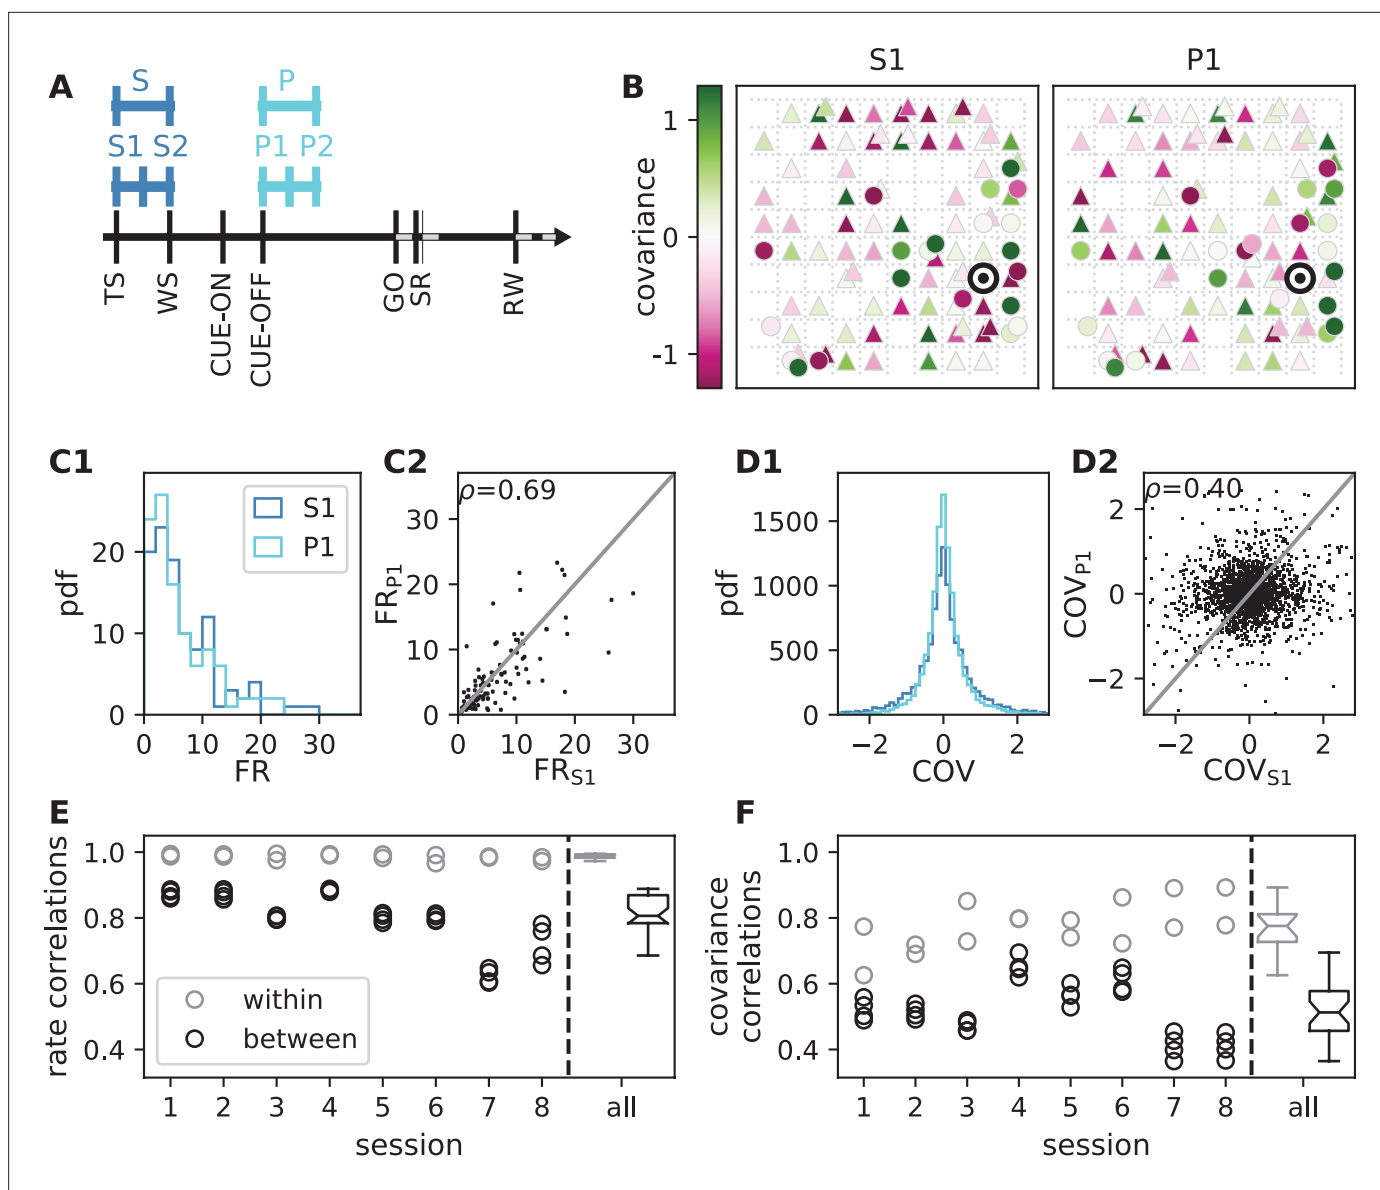 A
S
P
S1 S2
P1 P2
TS
WS
CUE-ON
CUE-OFF
GO
SR
RW
B
S1
P1
covariance
1
0
-1
C1
pdf
20
10
0
0 10 20 30
FR
S1
P1
C2
ρ=0.69
FRP1
30
20
10
0
0 10 20 30
FRS1
D1
pdf
1500
1000
500
0
−2 0 2
COV
D2
ρ=0.40
COVP1
2
0
−2
−2 0 2
COVS1
E
rate correlations
1.0
0.8
0.6
0.4
within
between
1 2 3 4 5 6 7 8 all
session
F
covariance
correlations
1.0
0.8
0.6
0.4
1 2 3 4 5 6 7 8 all
session